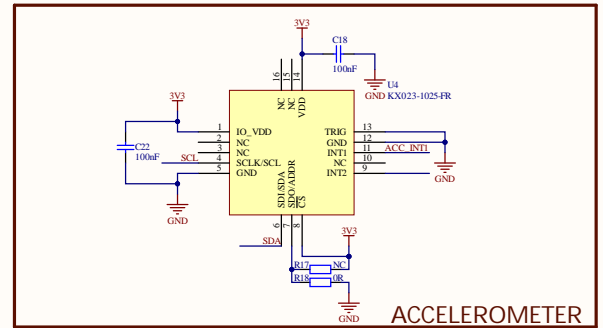 3V3
C18
100nF
GND
U4
KX023-1025-FR
16
15
14
NC
NC
VDD
3V3
C22
100nF
1
IO_VDD
2
NC
3
NC
SCL
4
SCLK/SCL
5
GND
GND
TRIG
13
GND
12
INT1
11
ACC_INT1
NC
10
INT2
9
GND
SDI/SDA
SDO/ADDR
CS
6
7
8
SDA
3V3
R17
NC
R18
0R
GND
ACCELEROMETER